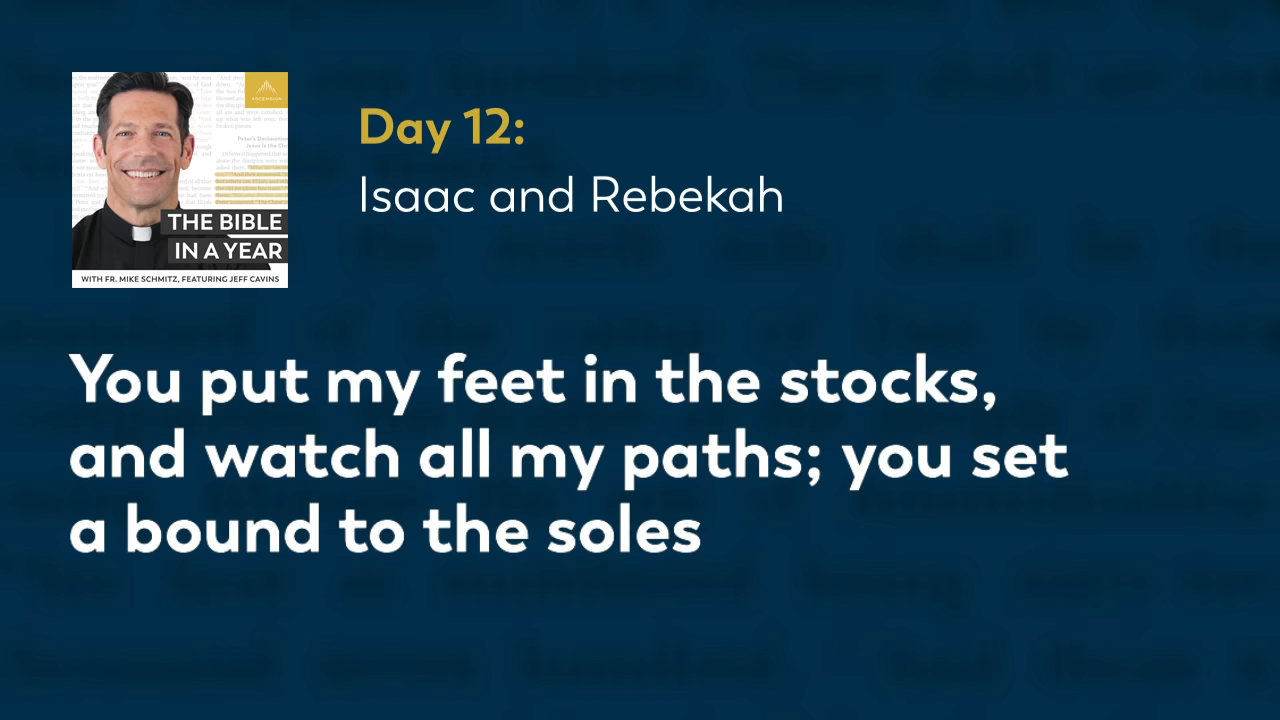 ASCENSION
THE BIBLE
IN A YEAR
WITH FR. MIKE SCHMITZ, FEATURING JEFF CAVINS
Day 12:
Isaac and Rebekah
You put my feet in the stocks,
and watch all my paths; you set
a bound to the soles